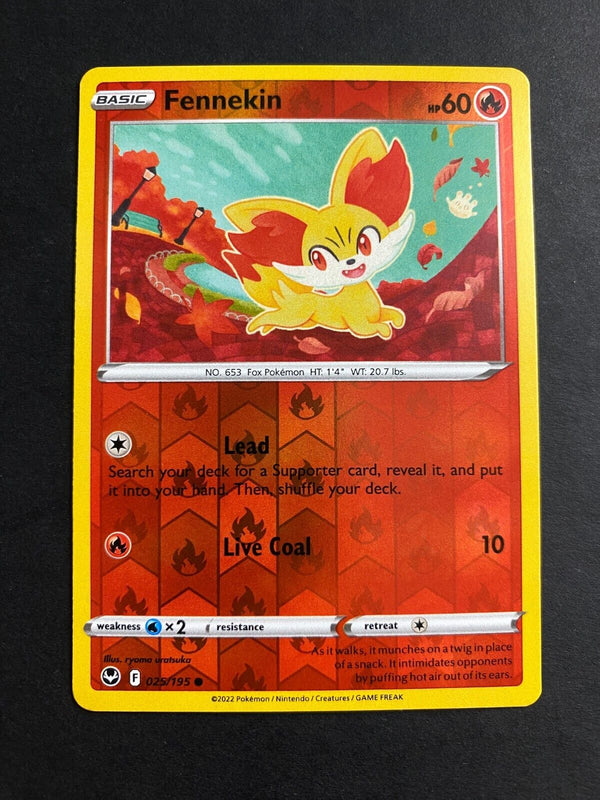 BASIC Fennekin HP60
NO. 653 Fox Pokémon HT: 1'4" WT: 20.7 lbs.
Lead
Search your deck for a Supporter card, reveal it, and put
it into your hand. Then, shuffle your deck.
Live Coal 10
weakness ×2 resistance retreat
Illus. ryoma uratsuka
As it walks, it munches on a twig in place
of a snack. It intimidates opponents
by puffing hot air out of its ears.
F 025/195
©2022 Pokémon / Nintendo / Creatures / GAME FREAK